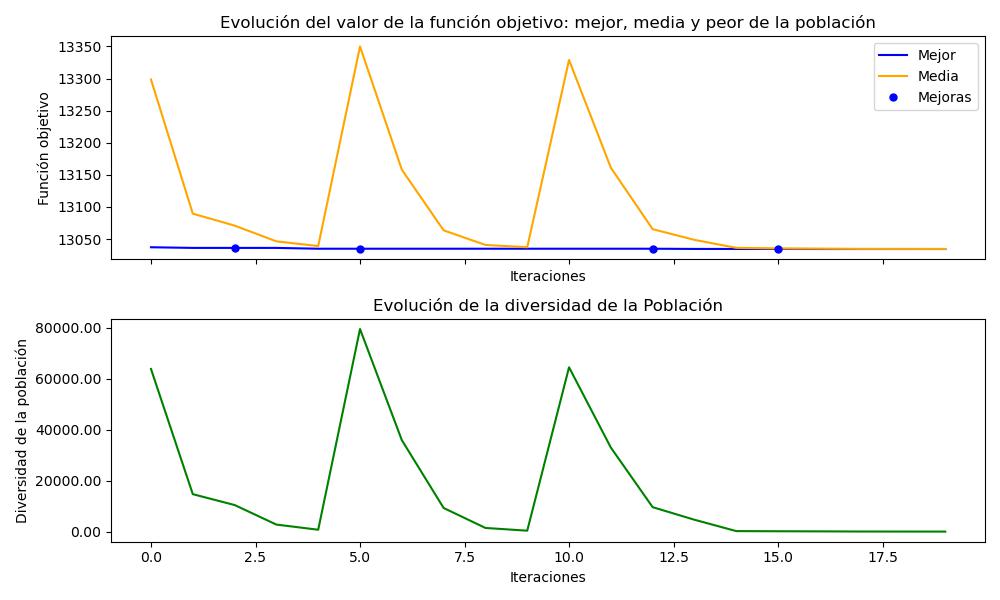 Evolución del valor de la función objetivo: mejor, media y peor de la población
Función objetivo
13350
13300
13250
13200
13150
13100
13050
Mejor
Media
Mejoras
Iteraciones
Evolución de la diversidad de la Población
Diversidad de la población
80000.00
60000.00
40000.00
20000.00
0.00
0.0 2.5 5.0 7.5 10.0 12.5 15.0 17.5
Iteraciones